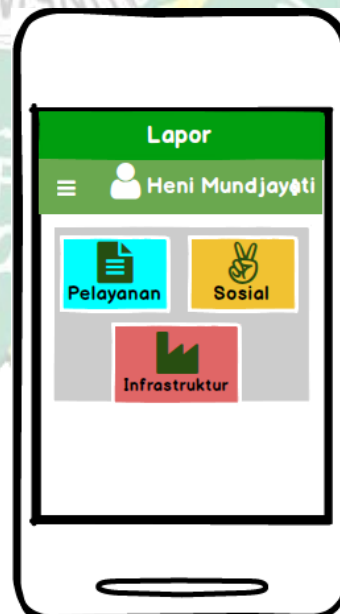 Lapor
Heni Mundjayati
Pelayanan
Sosial
Infrastruktur